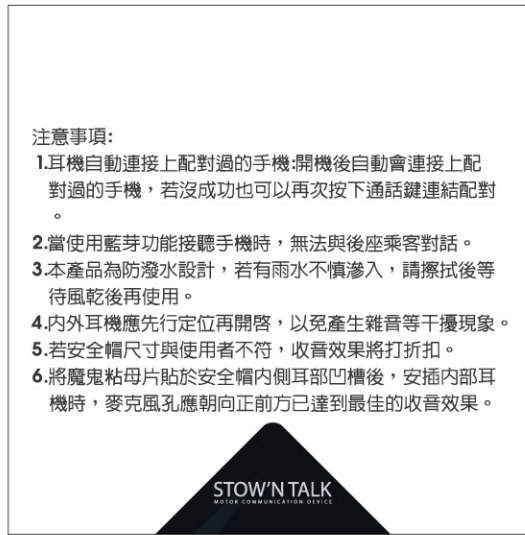 注意事項:
1.耳機自動連接上配對過的手機:開機後自動會連接上配
對過的手機，若沒成功也可以再次按下通話鍵連結配對
。
2.當使用藍芽功能接聽手機時，無法與後座乘客對話。
3.本產品為防潑水設計，若有雨水不慎滲入，請擦拭後等
待風乾後再使用。
4.內外耳機應先行定位再開啓，以免產生雜音等干擾現象。
5.若安全帽尺寸與使用者不符，收音效果將打折扣。
6.將魔鬼粘母片貼於安全帽內側耳部凹槽後，安插內部耳
機時，麥克風孔應朝向正前方已達到最佳的收音效果。
STOW'N TALK
MOTOR COMMUNICATION DEVICE